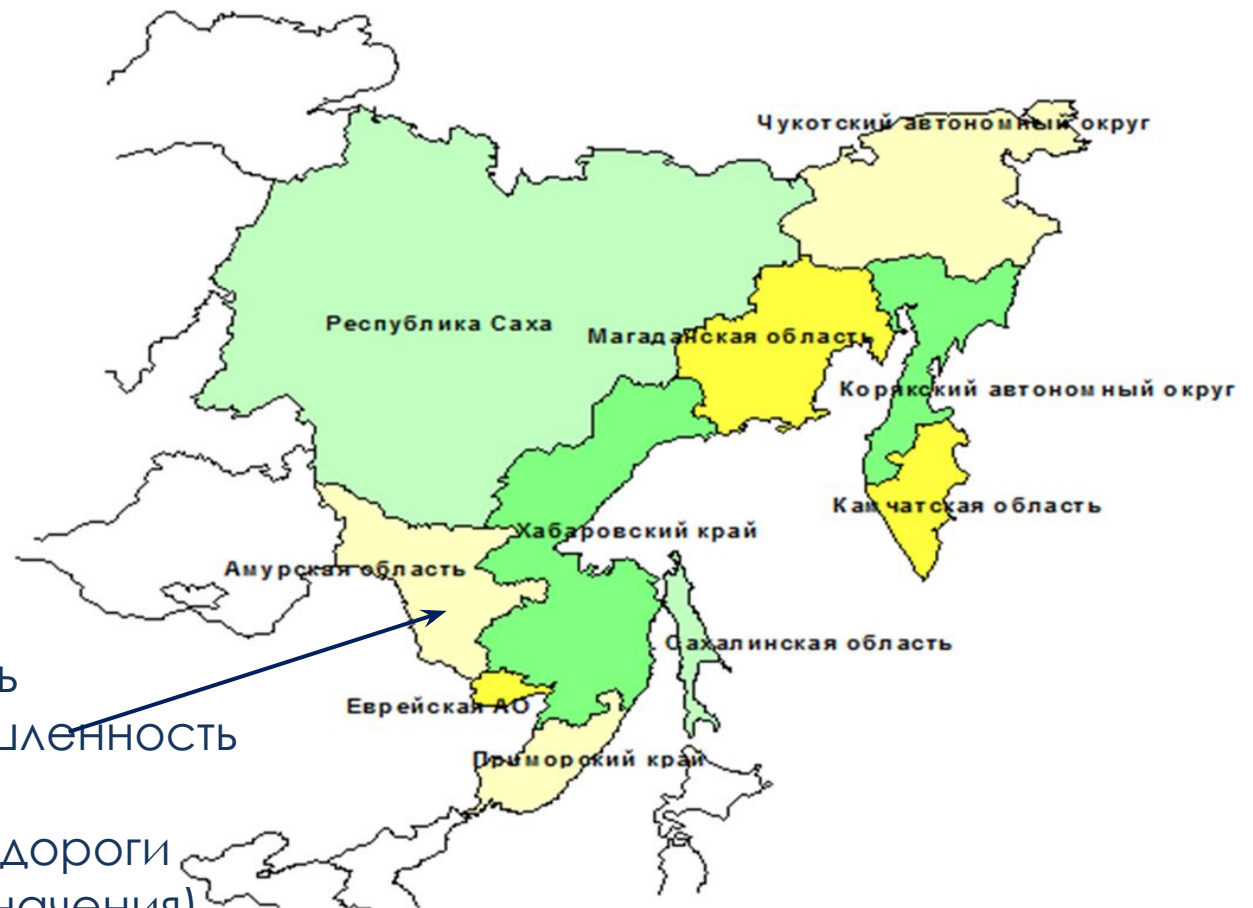 Чукотский автономный округ
Республика Саха
Магаданская область
Корякский автономный округ
Камчатская область
Хабаровский край
Амурская область
Сахалинская область
Еврейская АО
Приморский край
дороги